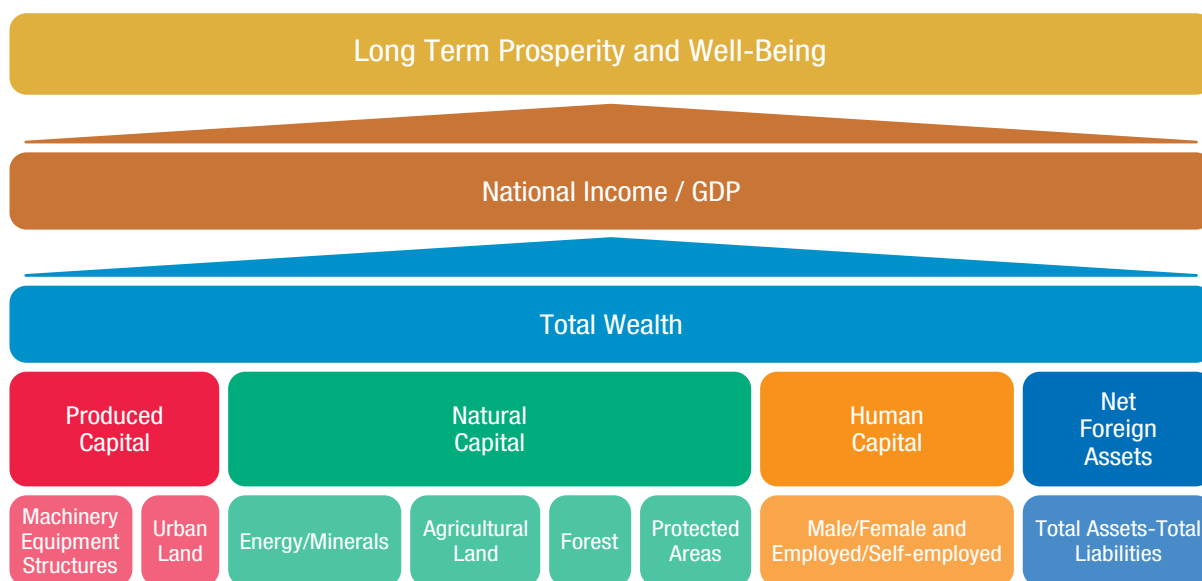 Long Term Prosperity and Well-Being
National Income / GDP
Total Wealth
Produced
Capital
Natural
Capital
Human
Capital
Net
Foreign
Assets
Machinery
Equipment
Structures
Urban
Land
Energy/Minerals
Agricultural
Land
Forest
Protected
Areas
Male/Female and
Employed/Self-employed
Total Assets-Total
Liabilities